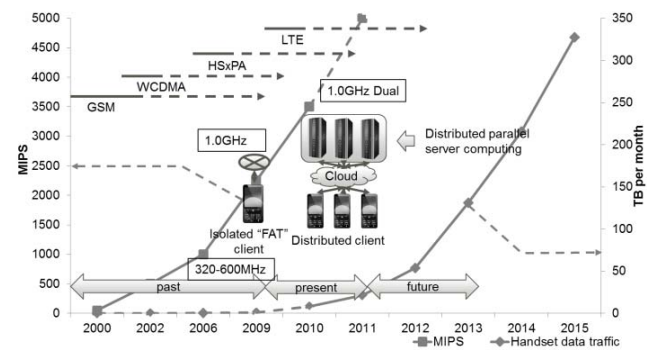 5000
4500
4000
3500
3000
2500
2000
1500
1000
500
0
MIPS
350
300
250
200
150
100
50
0
TB per month
LTE
HSxPA
WCDMA
GSM
1.0GHz Dual
1.0GHz
Distributed parallel
server computing
Cloud
Isolated "FAT"
client
Distributed client
320-600MHz
past
present
future
2000
2002
2006
2009
2010
2011
2012
2013
2014
2015
MIPS
Handset data traffic